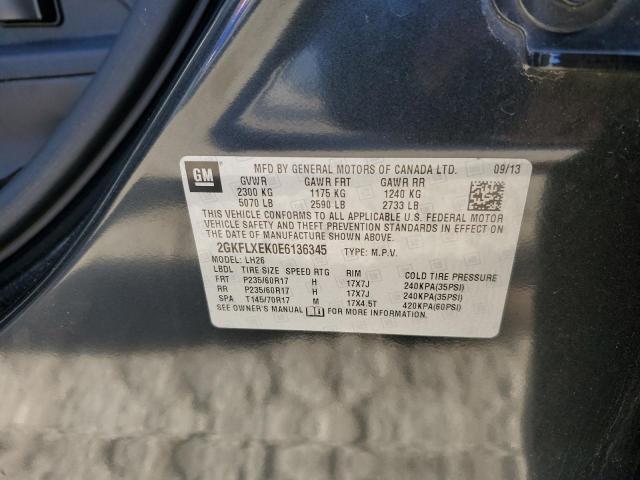 GM MFD BY GENERAL MOTORS OF CANADA LTD. 09/13
GVWR GAWR FRT GAWR RR
2300 KG 1175 KG 1240 KG
5070 LB 2590 LB 2733 LB
THIS VEHICLE CONFORMS TO ALL APPLICABLE U.S. FEDERAL MOTOR
VEHICLE SAFETY AND THEFT PREVENTION STANDARDS IN EFFECT ON
THE DATE OF MANUFACTURE SHOWN ABOVE.
2GKFLXEK0E6136345 TYPE: M.P.V.
MODEL: LH26
LBDL TIRE SIZE SPEED RTG RIM COLD TIRE PRESSURE
FRT P235/60R17 H 17X7J 240KPA(35PSI)
RR P235/60R17 H 17X7J 240KPA(35PSI)
SPA T145/70R17 M 17X4.5T 420KPA(60PSI)
SEE OWNER'S MANUAL FOR MORE INFORMATION.